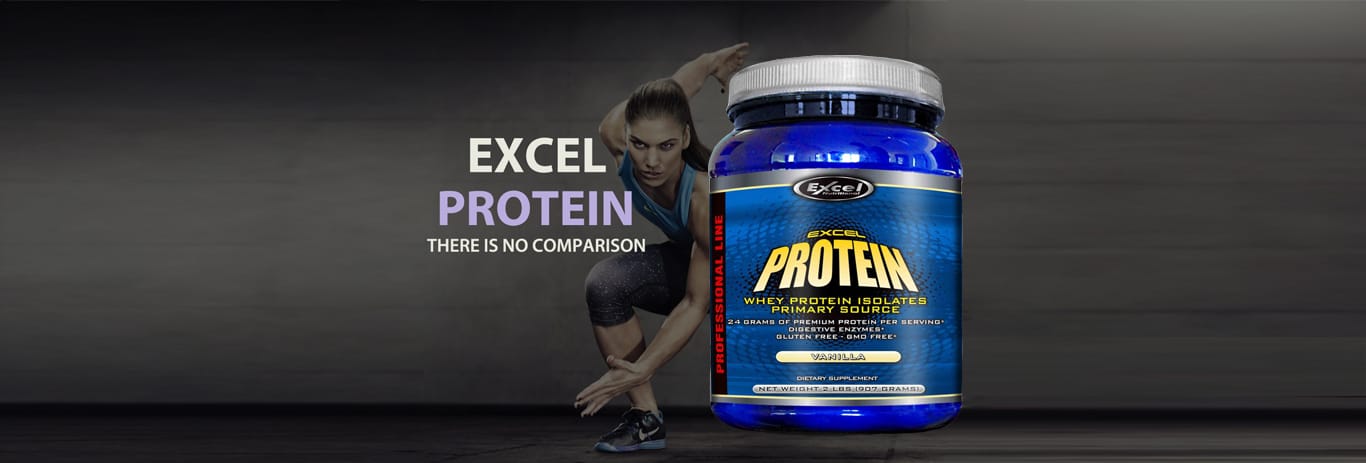 EXCEL
PROTEIN
THERE IS NO COMPARISON
Excel
Nutritional
PROFESSIONAL LINE
EXCEL
PROTEIN
WHEY PROTEIN ISOLATES
PRIMARY SOURCE
24 GRAMS OF PREMIUM PROTEIN PER SERVING*
DIGESTIVE ENZYMES*
GLUTEN FREE - GMO FREE*
VANILLA
DIETARY SUPPLEMENT
NET WEIGHT 2 LBS (907 GRAMS)